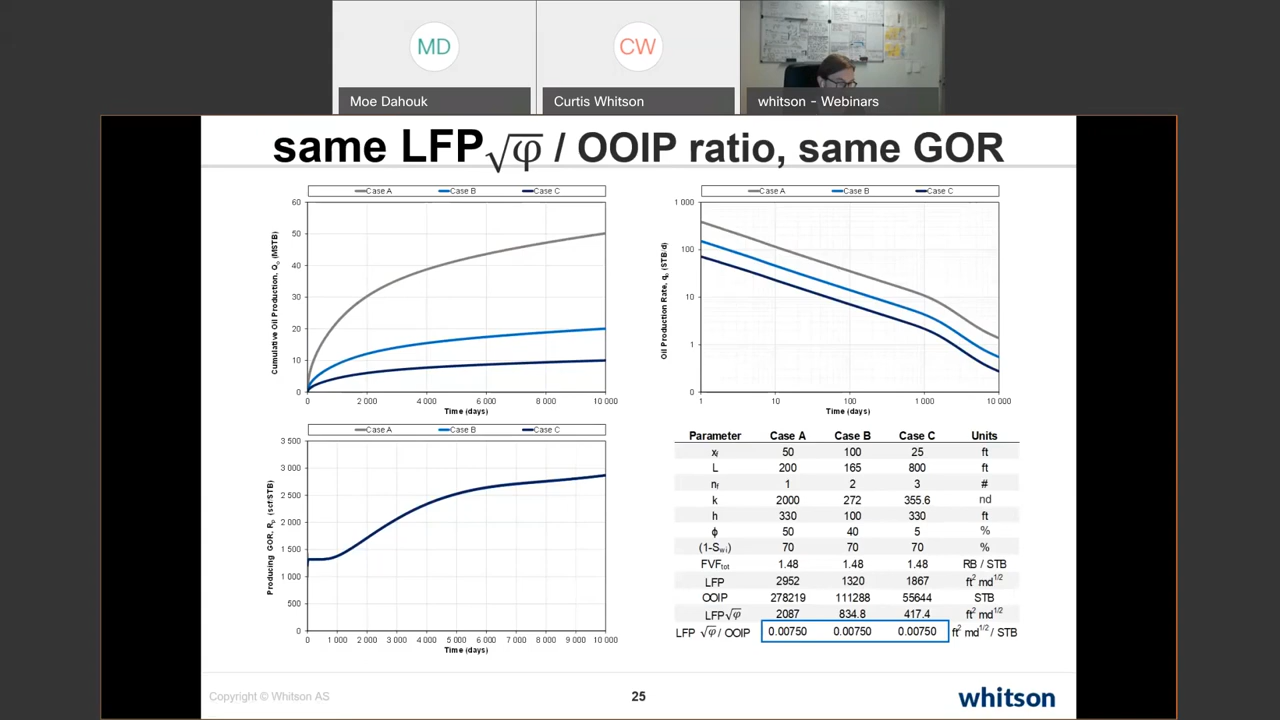 MD
CW
Moe Dahouk
Curtis Whitson
whitson - Webinars
same LFP√φ / OOIP ratio, same GOR
Case A Case B Case C
Cumulative Oil Production, Qₒ (MSTB)
60
50
40
30
20
10
0
0 2 000 4 000 6 000 8 000 10 000
Time (days)
Case A Case B Case C
Oil Production Rate, qₒ (STB/d)
1 000
100
10
1
0
1 10 100 1 000 10 000
Time (days)
Case A Case B Case C
Producing GOR, Rₚ (scf/STB)
3 500
3 000
2 500
2 000
1 500
1 000
500
0
0 1 000 2 000 3 000 4 000 5 000 6 000 7 000 8 000 9 000 10 000
Time (days)
Parameter Case A Case B Case C Units
xf 50 100 25 ft
L 200 165 800 ft
nf 1 2 3 #
k 2000 272 355.6 nd
h 330 100 330 ft
ϕ 50 40 5 %
(1-Swi) 70 70 70 %
FVFtot 1.48 1.48 1.48 RB / STB
LFP 2952 1320 1867 ft² md^1/2
OOIP 278219 111288 55644 STB
LFP√φ 2087 834.8 417.4 ft² md^1/2
LFP √φ / OOIP 0.00750 0.00750 0.00750 ft² md^1/2 / STB
Copyright © Whitson AS
25
whitson